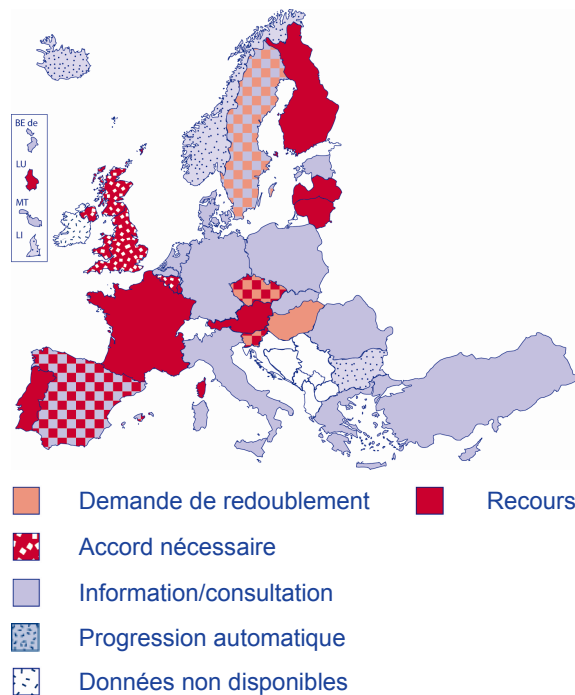 BE de
LU
MT
LI
Demande de redoublement
Recours
Accord nécessaire
Information/consultation
Progression automatique
Données non disponibles